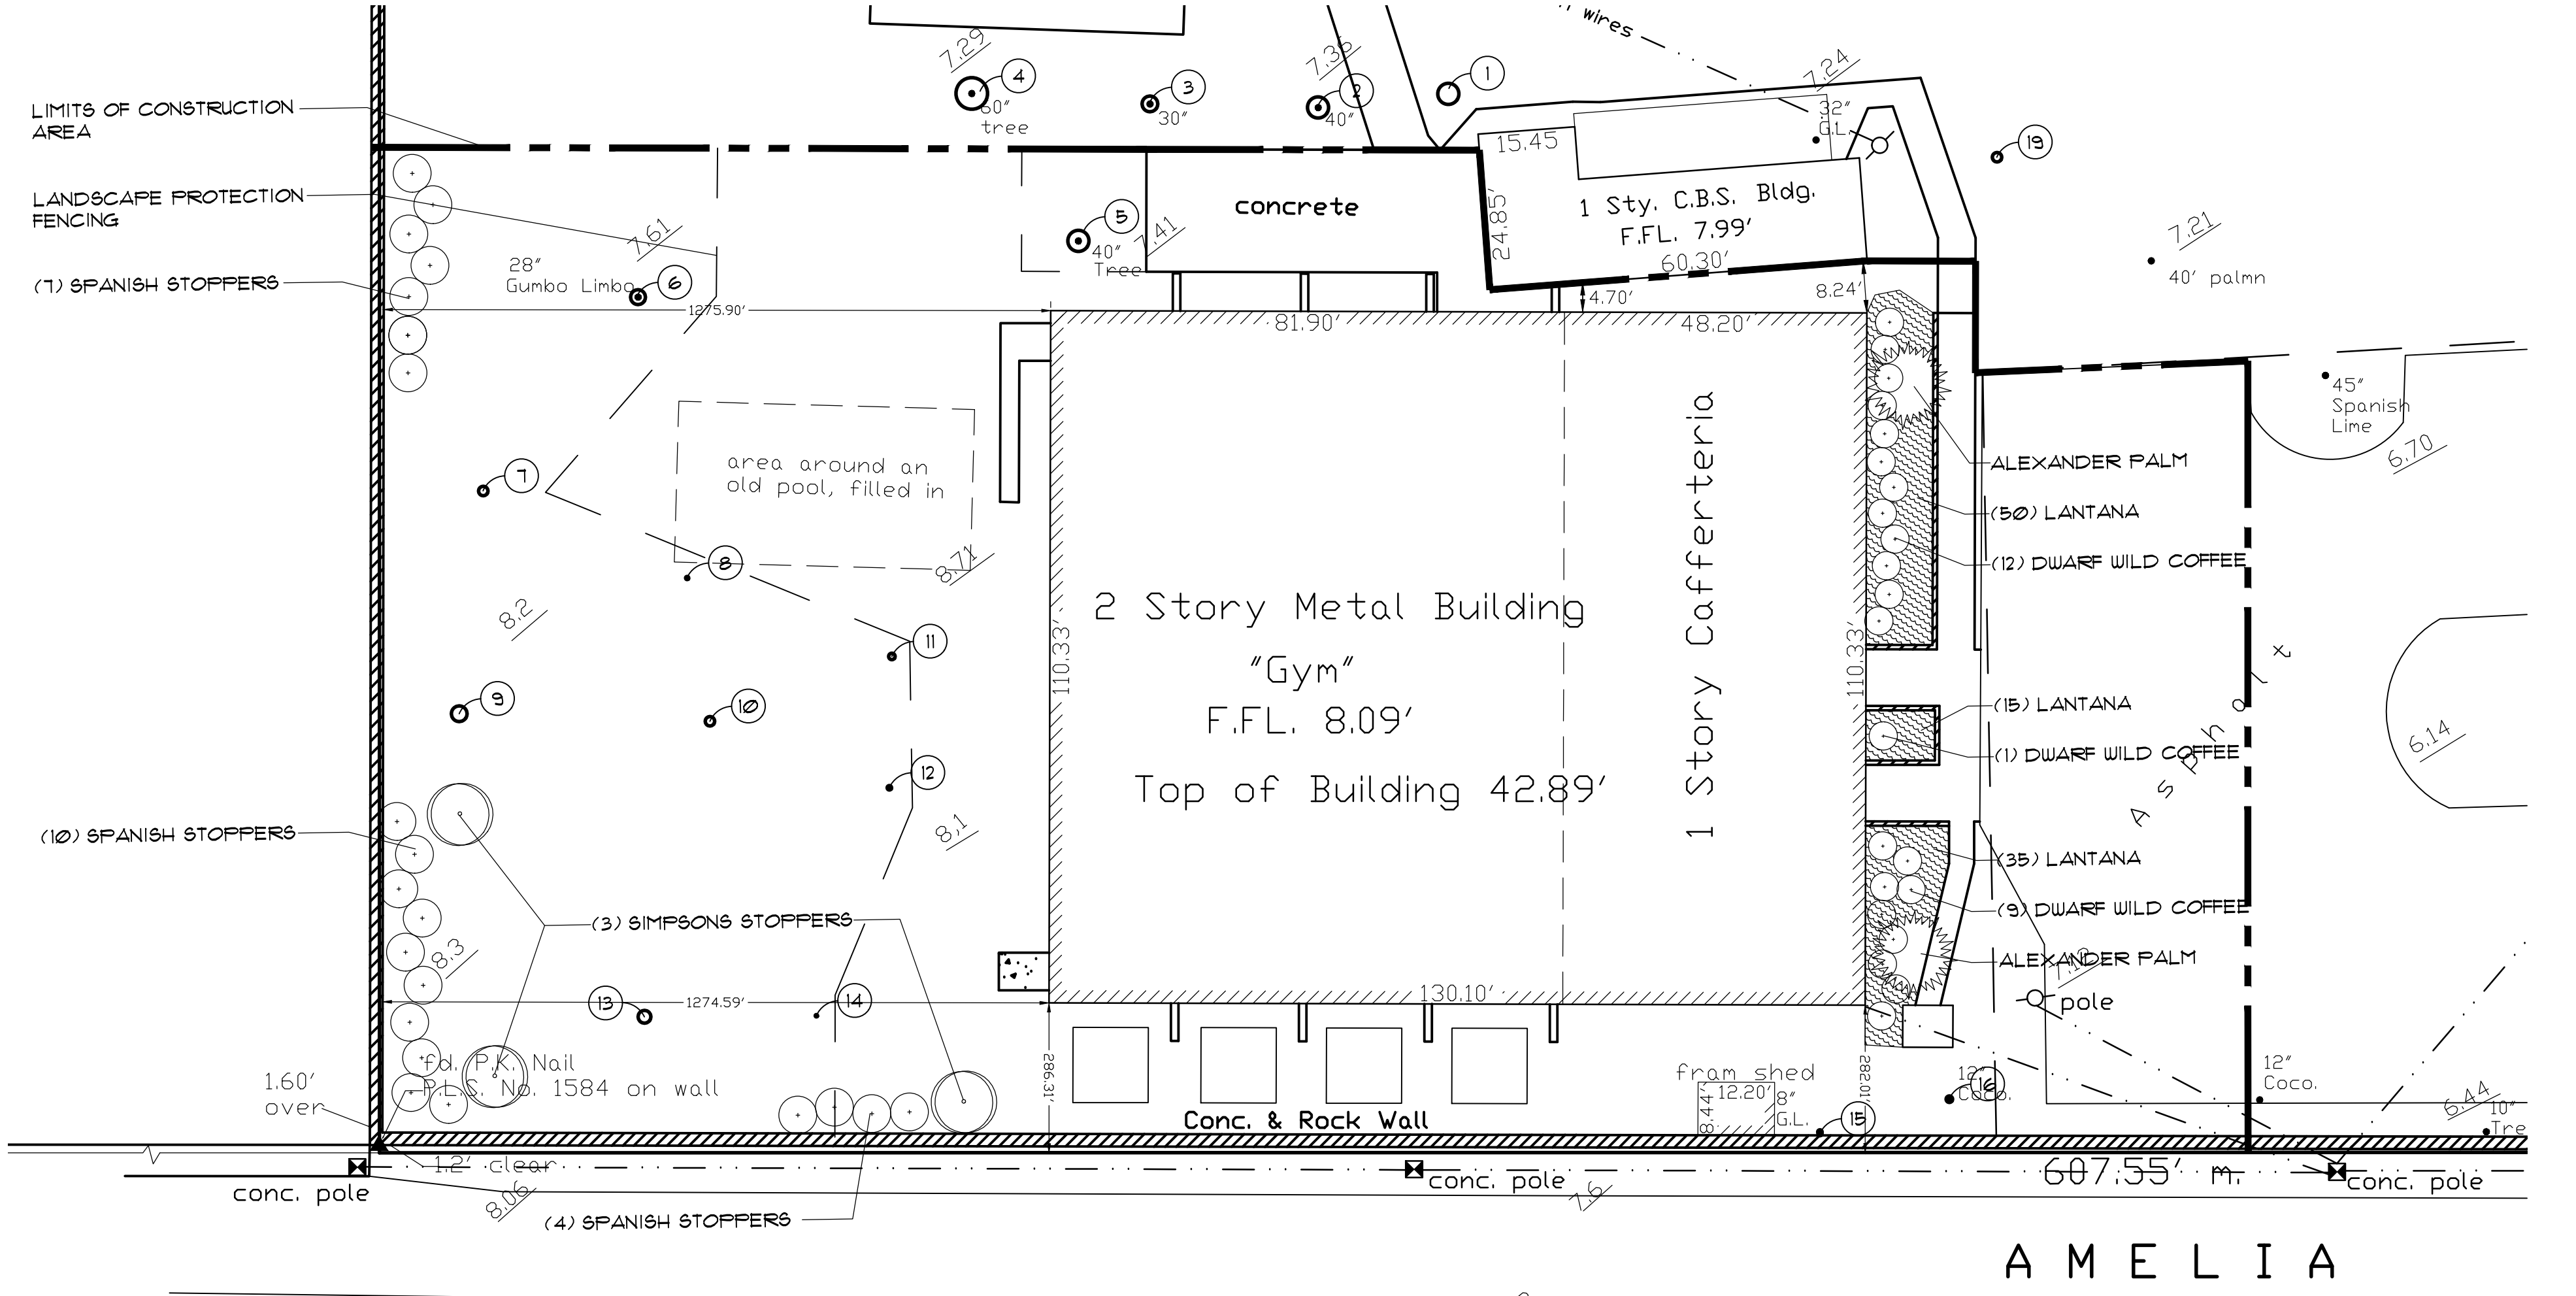 wires
7.29
7.36
7.24
4
60"
tree
3
30"
2
40"
1
32"
G.L.
19
LIMITS OF CONSTRUCTION
AREA
LANDSCAPE PROTECTION
FENCING
(7) SPANISH STOPPERS
15.45
24.85'
1 Sty. C.B.S. Bldg.
F.FL. 7.99'
60.30'
concrete
5
7.41
40"
Tree
7.61
28"
Gumbo Limbo
6
7.21
40' palmn
1275.90'
81.90'
4.70'
48.20'
8.24'
45"
Spanish
Lime
6.70
ALEXANDER PALM
(50) LANTANA
(12) DWARF WILD COFFEE
7
area around an
old pool, filled in
8
8.71
8.2
11
9
10
12
8.1
110.33'
2 Story Metal Building
"Gym"
F.FL. 8.09'
Top of Building 42.89'
1 Story Cafferteria
110.33'
(15) LANTANA
(1) DWARF WILD COFFEE
Asphalt
6.14
(10) SPANISH STOPPERS
(35) LANTANA
(9) DWARF WILD COFFEE
ALEXANDER PALM
(3) SIMPSONS STOPPERS
8.3
13
1274.59'
14
130.10'
pole
fd. P.K. Nail
P.L.S. No. 1584 on wall
1.60'
over
286.31'
282.01'
fram shed
12.20'
8.44'
8"
G.L.
15
12"
Coco.
16
12"
Coco.
6.44
10"
Tre
Conc. & Rock Wall
1.2' clear
conc. pole
8.06
conc. pole
7.6
607.55' m.
conc. pole
(4) SPANISH STOPPERS
AMELIA